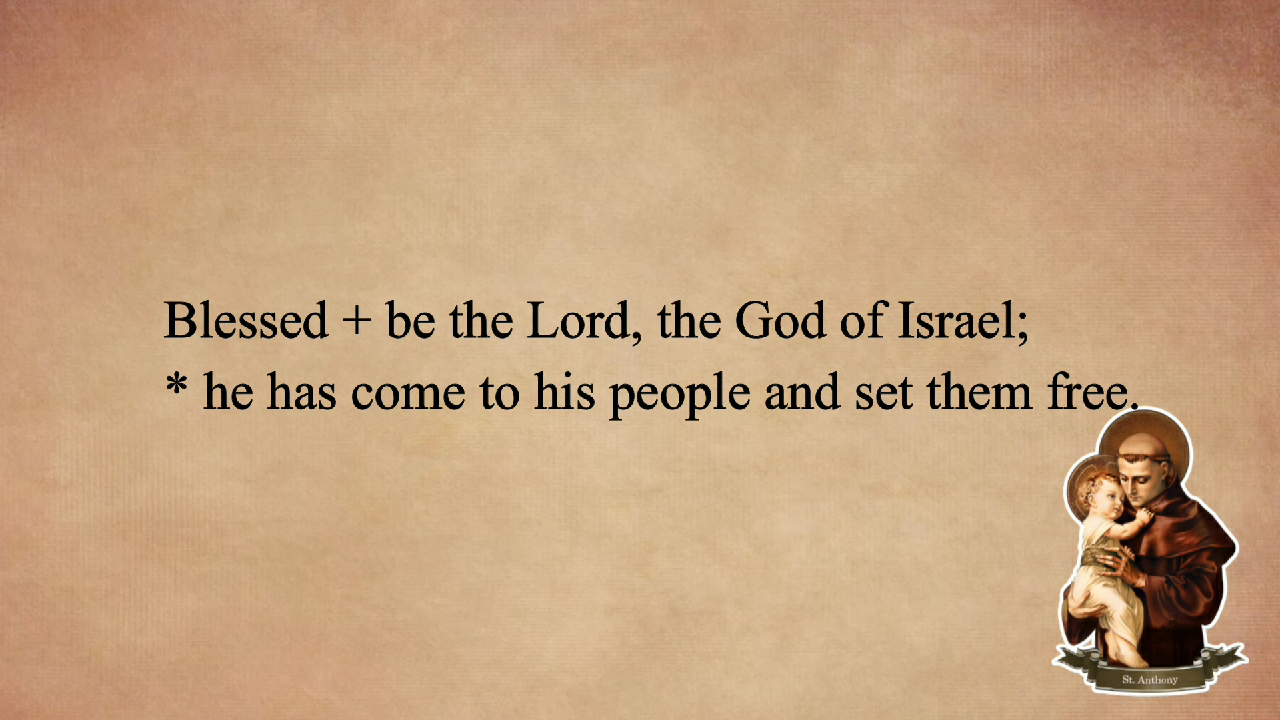 Blessed + be the Lord, the God of Israel;
* he has come to his people and set them free.
St. Anthony